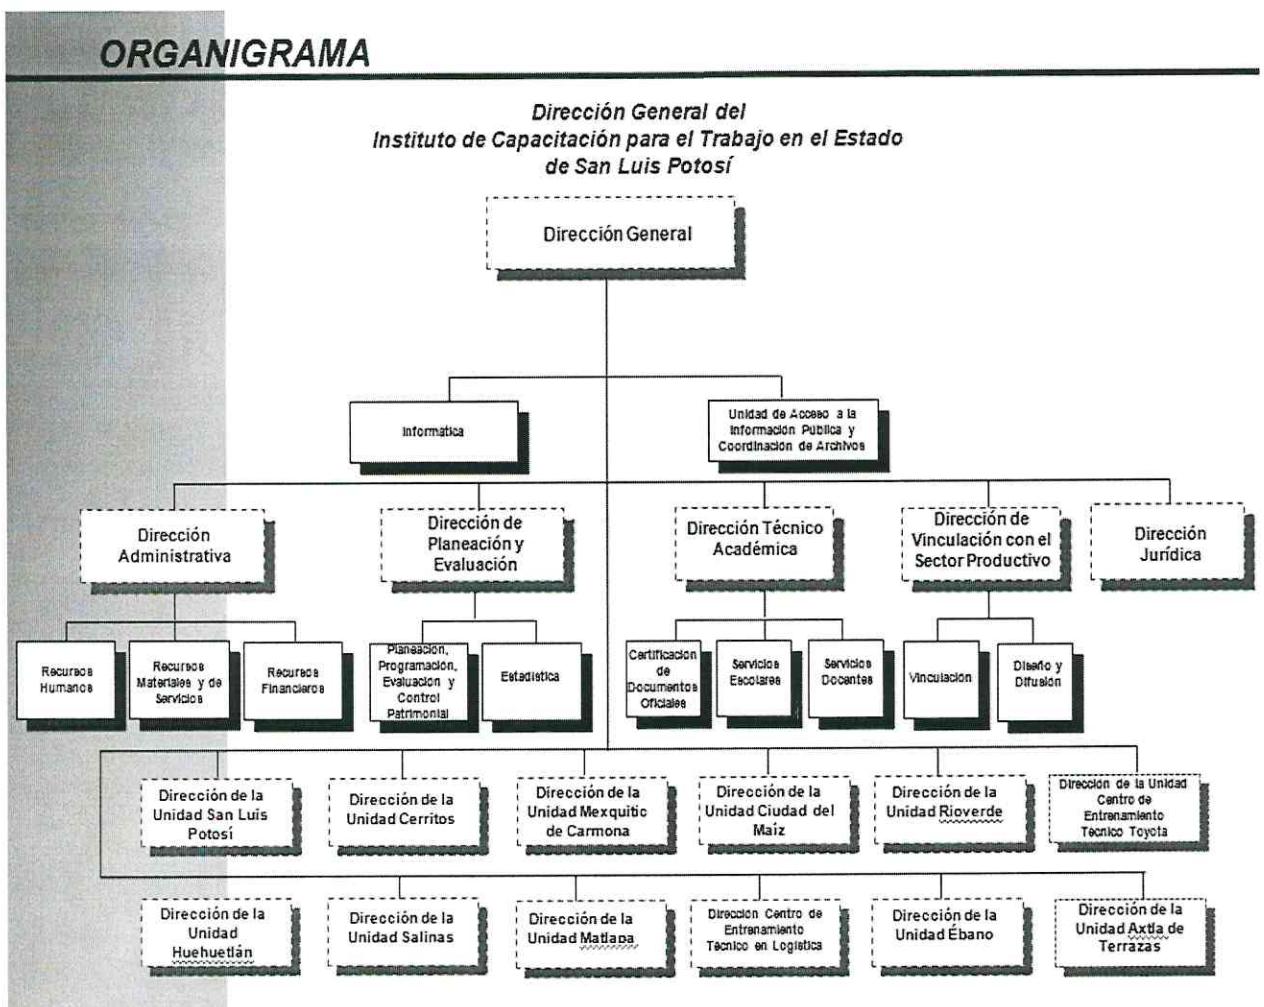 ORGANIGRAMA
Dirección General del
Instituto de Capacitación para el Trabajo en el Estado
de San Luis Potosí
Dirección General
Informática
Unidad de Acceso a la
Información Pública y
Coordinación de Archivos
Dirección
Administrativa
Dirección de
Planeación y
Evaluación
Dirección Técnico
Académica
Dirección de
Vinculación con el
Sector Productivo
Dirección
Jurídica
Recursos
Humanos
Recursos
Materiales y de
Servicios
Recursos
Financieros
Planeación,
Programación,
Evaluación y
Control
Patrimonial
Estadística
Certificación
de
Documentos
Oficiales
Servicios
Escolares
Servicios
Docentes
Vinculación
Diseño y
Difusión
Dirección de la
Unidad San Luis
Potosí
Dirección de la
Unidad Cerritos
Dirección de la
Unidad Mexquitic
de Carmona
Dirección de la
Unidad Ciudad del
Maíz
Dirección de la
Unidad Rioverde
Dirección de la Unidad
Centro de
Entrenamiento
Técnico Toyota
Dirección de la
Unidad
Huehuetlán
Dirección de la
Unidad Salinas
Dirección de la
Unidad Matlapa
Dirección Centro de
Entrenamiento
Técnico en Logística
Dirección de la
Unidad Ébano
Dirección de la
Unidad Axtla de
Terrazas